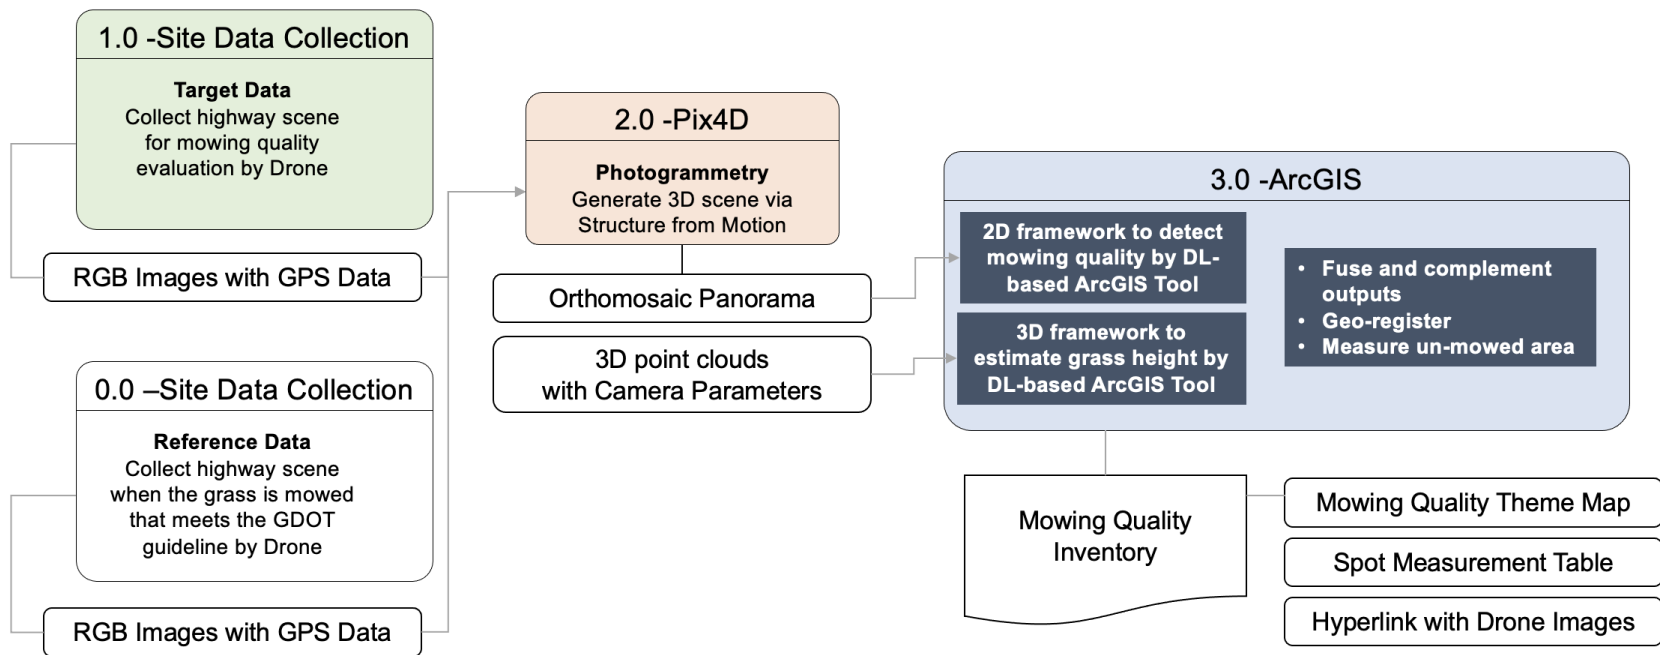 1.0 -Site Data Collection
Target Data
Collect highway scene
for mowing quality
evaluation by Drone
RGB Images with GPS Data
0.0 –Site Data Collection
Reference Data
Collect highway scene
when the grass is mowed
that meets the GDOT
guideline by Drone
RGB Images with GPS Data
2.0 -Pix4D
Photogrammetry
Generate 3D scene via
Structure from Motion
Orthomosaic Panorama
3D point clouds
with Camera Parameters
3.0 -ArcGIS
2D framework to detect
mowing quality by DL-
based ArcGIS Tool
3D framework to
estimate grass height by
DL-based ArcGIS Tool
• Fuse and complement
outputs
• Geo-register
• Measure un-mowed area
Mowing Quality
Inventory
Mowing Quality Theme Map
Spot Measurement Table
Hyperlink with Drone Images